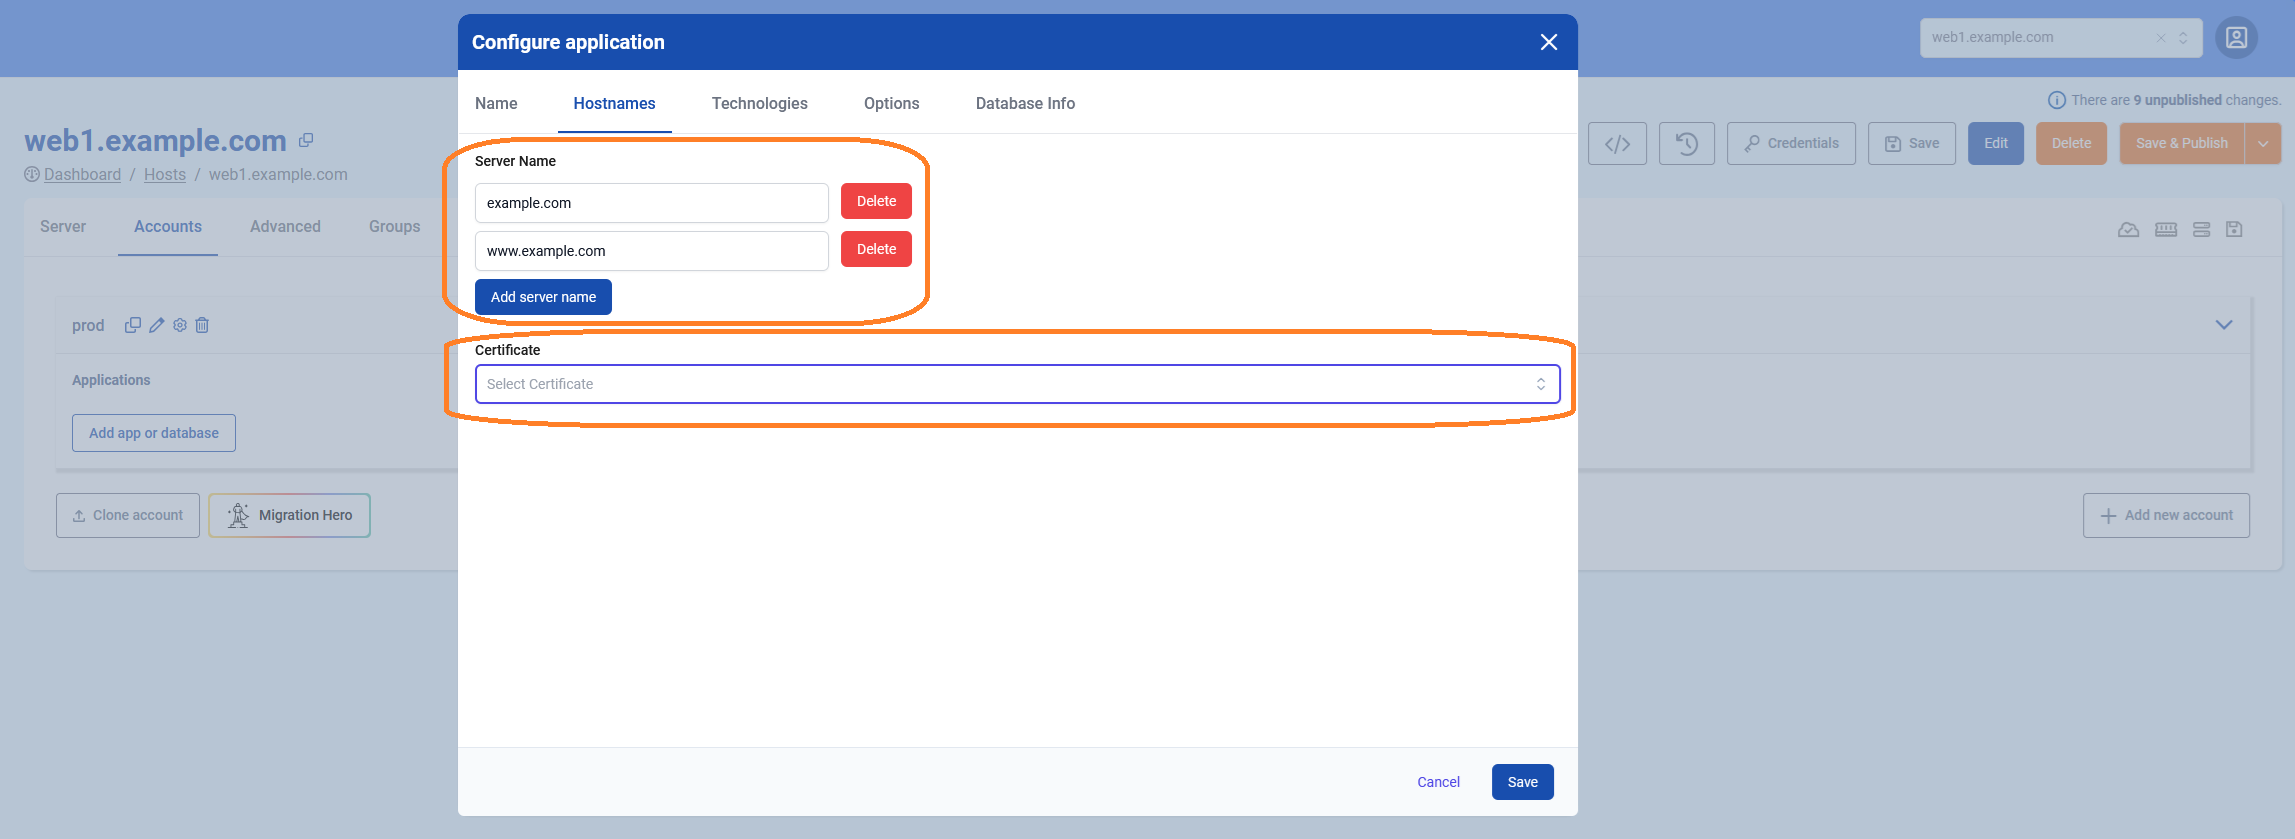 Configure application
web1.example.com
Name Hostnames Technologies Options Database Info
There are 9 unpublished changes.
web1.example.com
Dashboard / Hosts / web1.example.com
</> Credentials Save Edit Delete Save & Publish
Server Name
example.com Delete
www.example.com Delete
Add server name
Server Accounts Advanced Groups
prod
Certificate
Select Certificate
Applications
Add app or database
Clone account Migration Hero
Add new account
Cancel Save